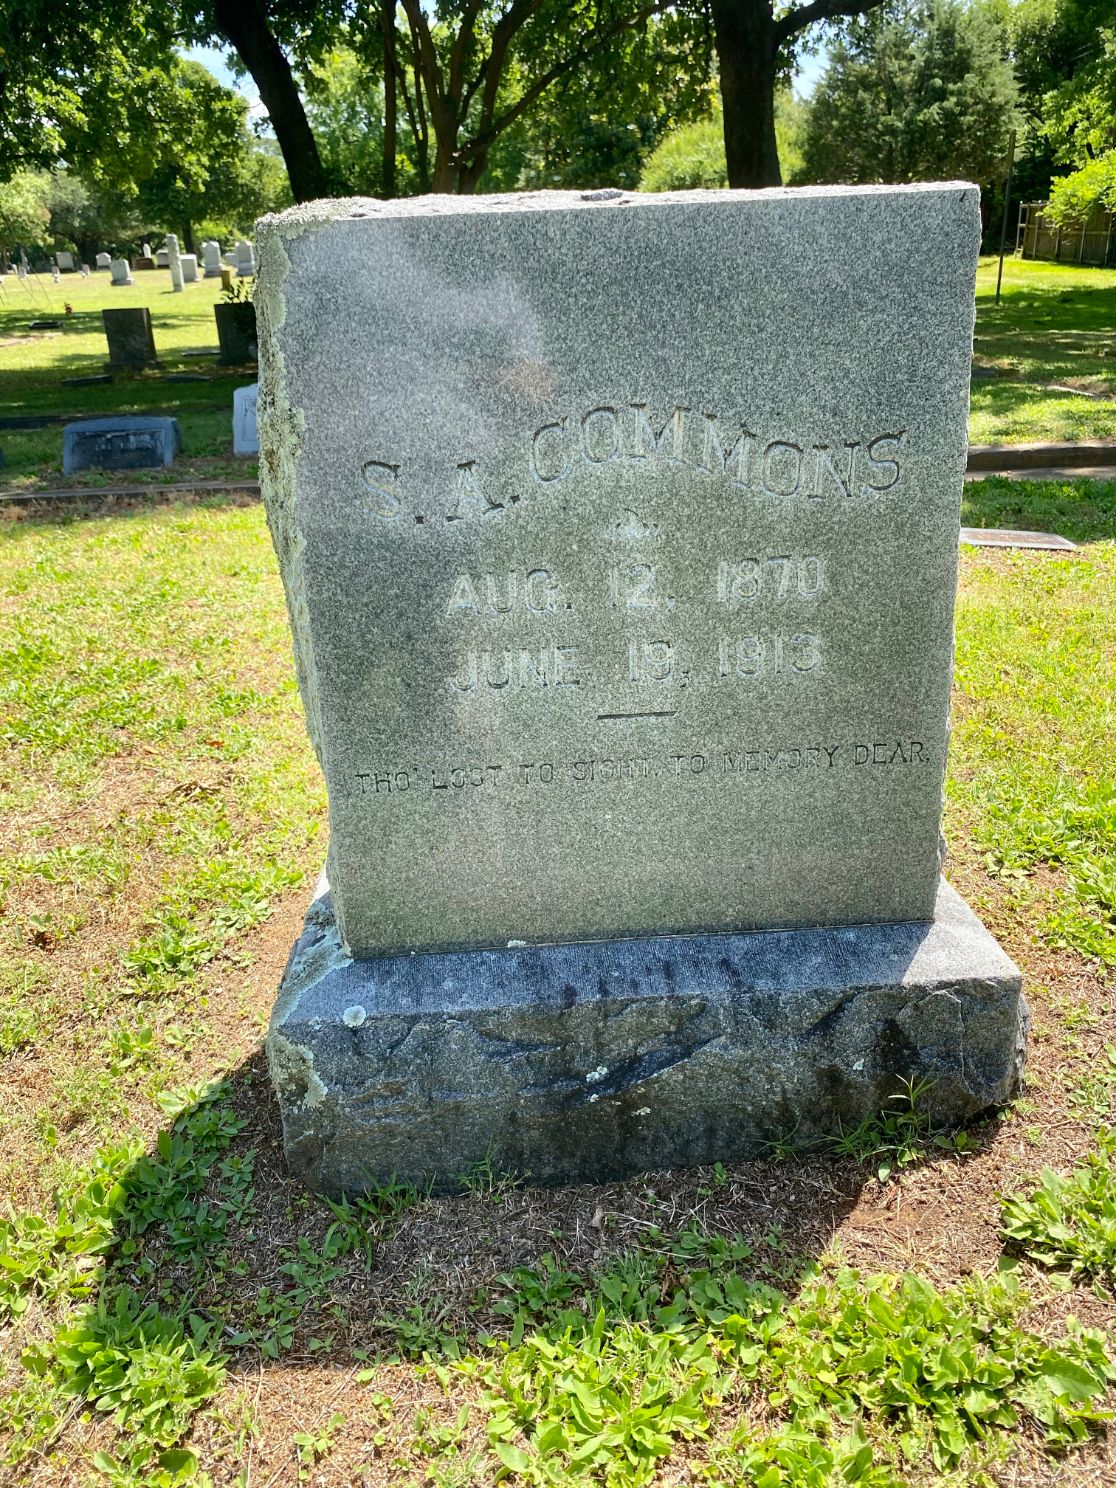 S. A. COMMONS
AUG. 12, 1870
JUNE 19, 1913
THO' LOST TO SIGHT, TO MEMORY DEAR.